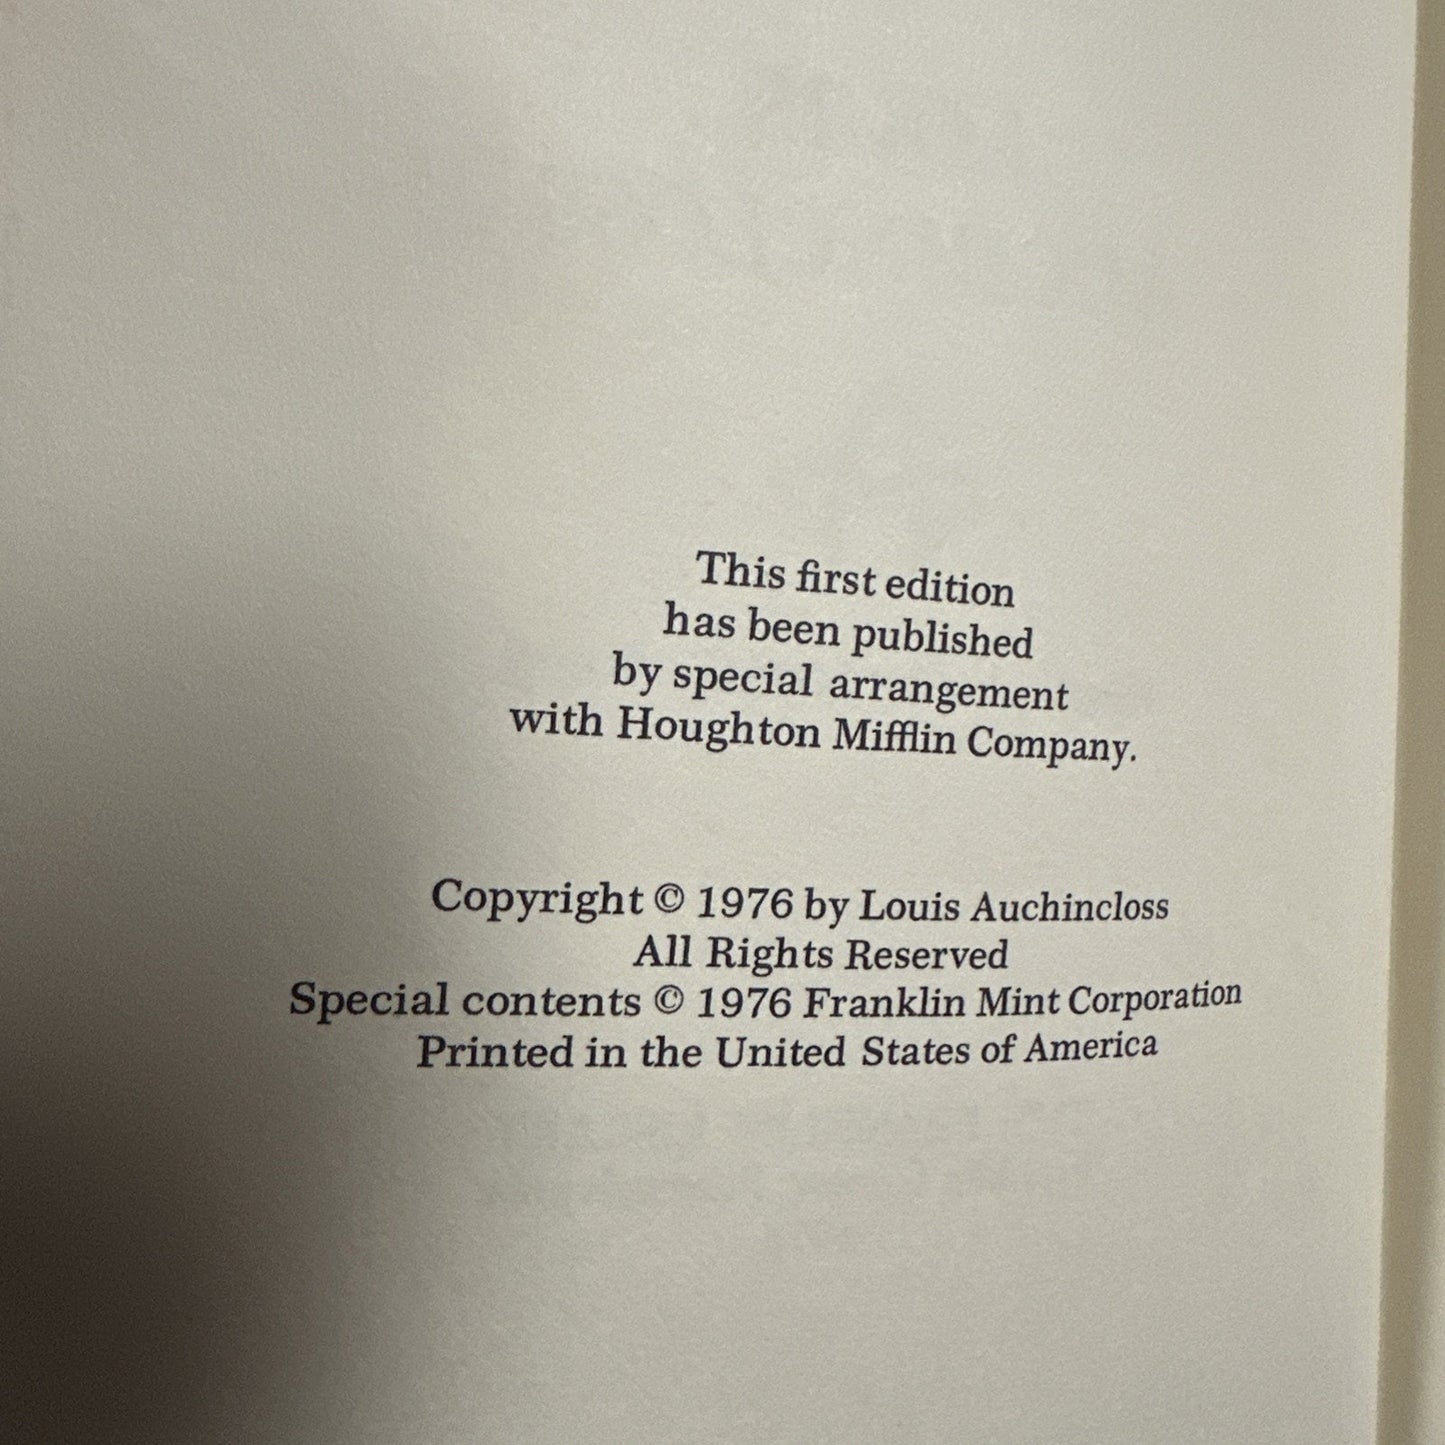 This first edition
has been published
by special arrangement
with Houghton Mifflin Company.
Copyright © 1976 by Louis Auchincloss
All Rights Reserved
Special contents © 1976 Franklin Mint Corporation
Printed in the United States of America